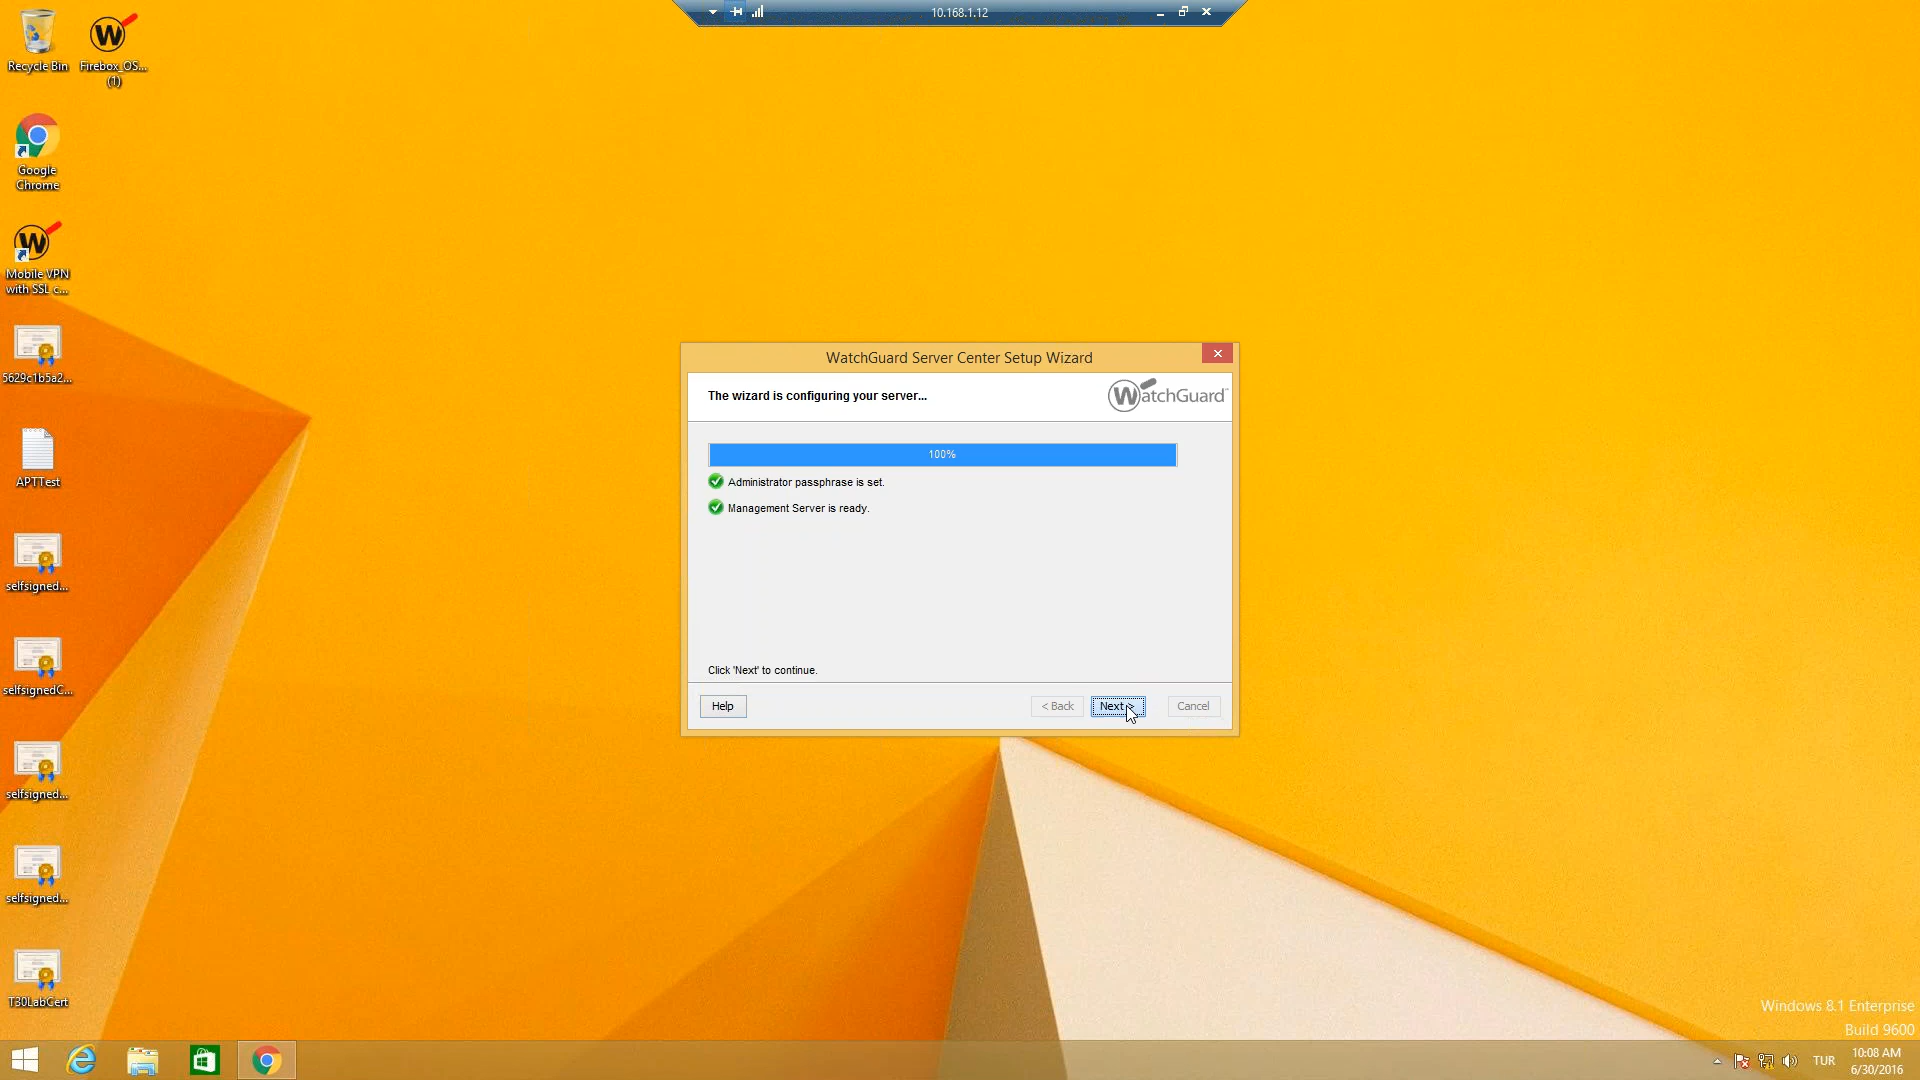 10.168.1.12
Recycle Bin
Firebox_OS...
(1)
Google
Chrome
W
Mobile VPN
with SSL c...
5629c1b5a2...
APTTest
selfsigned...
selfsignedC...
selfsigned...
selfsigned...
T30LabCert
WatchGuard Server Center Setup Wizard
The wizard is configuring your server...
WatchGuard
100%
Administrator passphrase is set.
Management Server is ready.
Click 'Next' to continue.
Help
< Back
Next >
Cancel
Windows 8.1 Enterprise
Build 9600
TUR
10:08 AM
6/30/2016